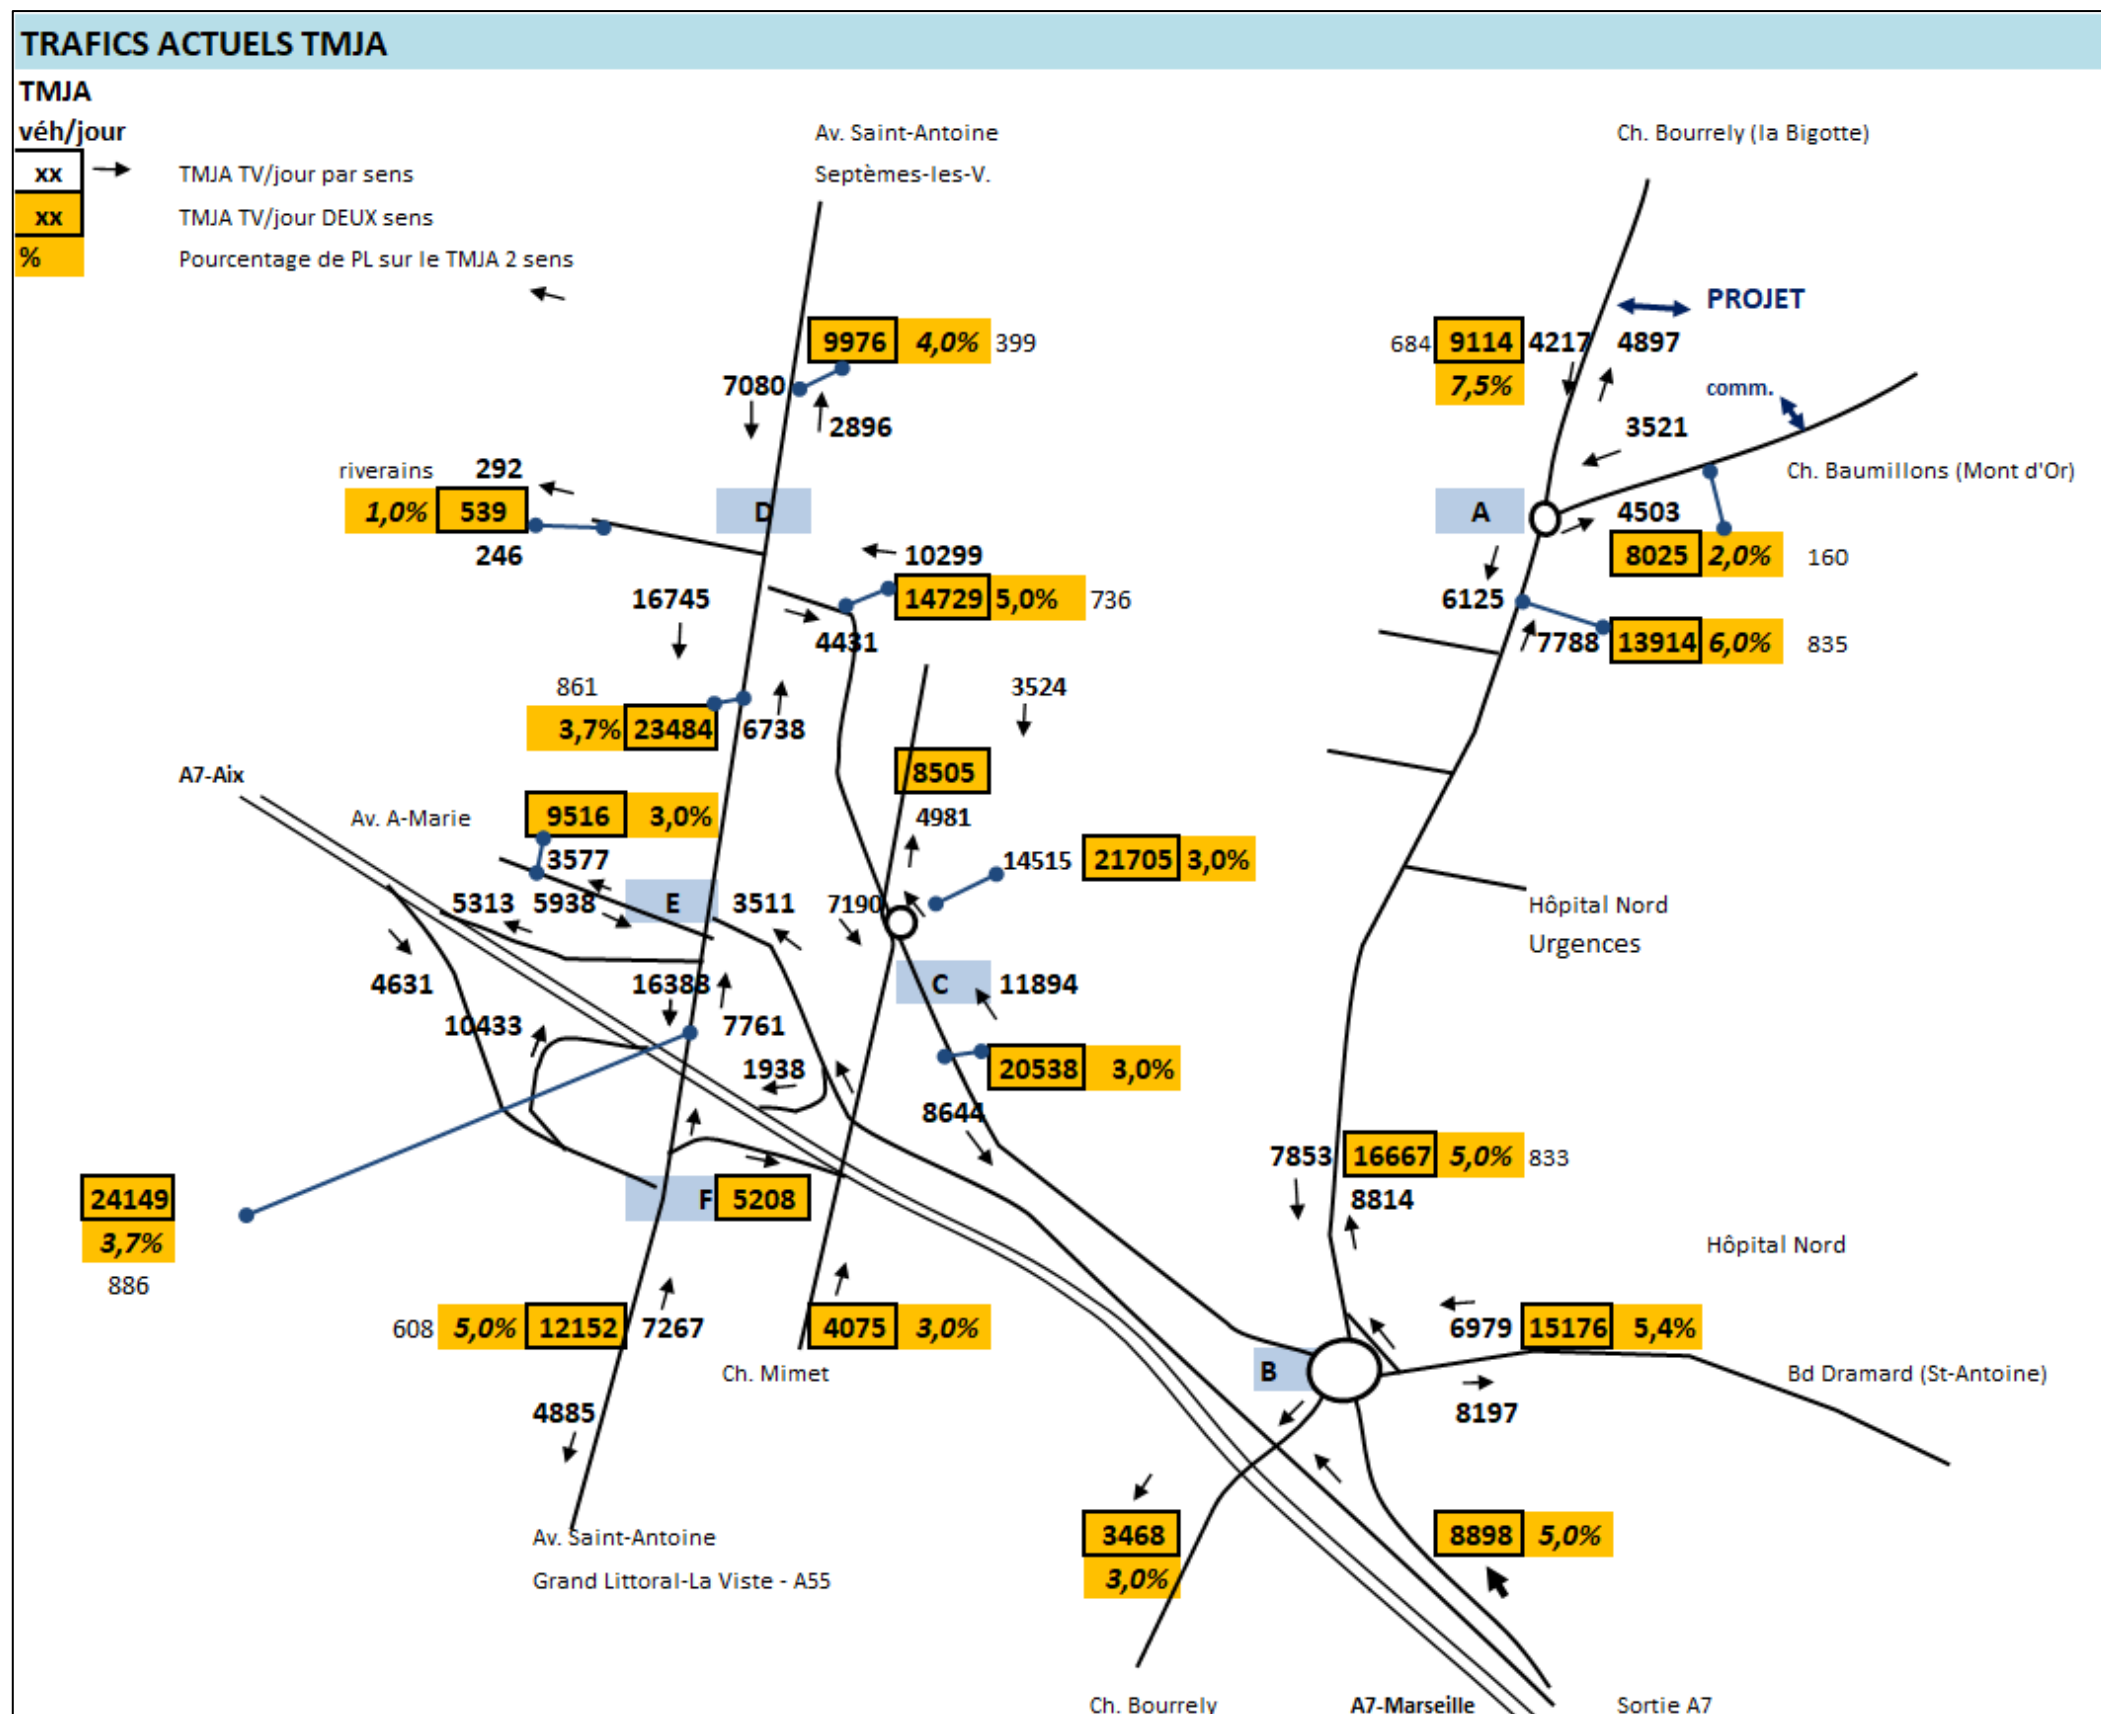 TRAFICS ACTUELS TMJA
TMJA
véh/jour
xx TMJA TV/jour par sens
xx TMJA TV/jour DEUX sens
% Pourcentage de PL sur le TMJA 2 sens
Av. Saint-Antoine
Septèmes-les-V.
Ch. Bourrely (la Bigotte)
PROJET
9976 4,0% 399
684 9114 4217 4897
7080
7,5%
comm.
2896
3521
riverains 292
Ch. Baumillons (Mont d'Or)
1,0% 539
D
A
4503
246
10299
8025 2,0% 160
16745
14729 5,0% 736
6125
4431
7788 13914 6,0% 835
861
3524
3,7% 23484 6738
A7-Aix
8505
Av. A-Marie
9516 3,0%
4981
3577
14515 21705 3,0%
5313 5938
E
3511
7190
Hôpital Nord
Urgences
4631
16383
C
11894
10433
7761
1938
20538 3,0%
8644
7853 16667 5,0% 833
24149
F 5208
8814
3,7%
Hôpital Nord
886
608 5,0% 12152 7267
4075 3,0%
6979 15176 5,4%
Ch. Mimet
B
Bd Dramard (St-Antoine)
4885
8197
Av. Saint-Antoine
3468
8898 5,0%
Grand Littoral-La Viste - A55
3,0%
Ch. Bourrely
A7-Marseille
Sortie A7